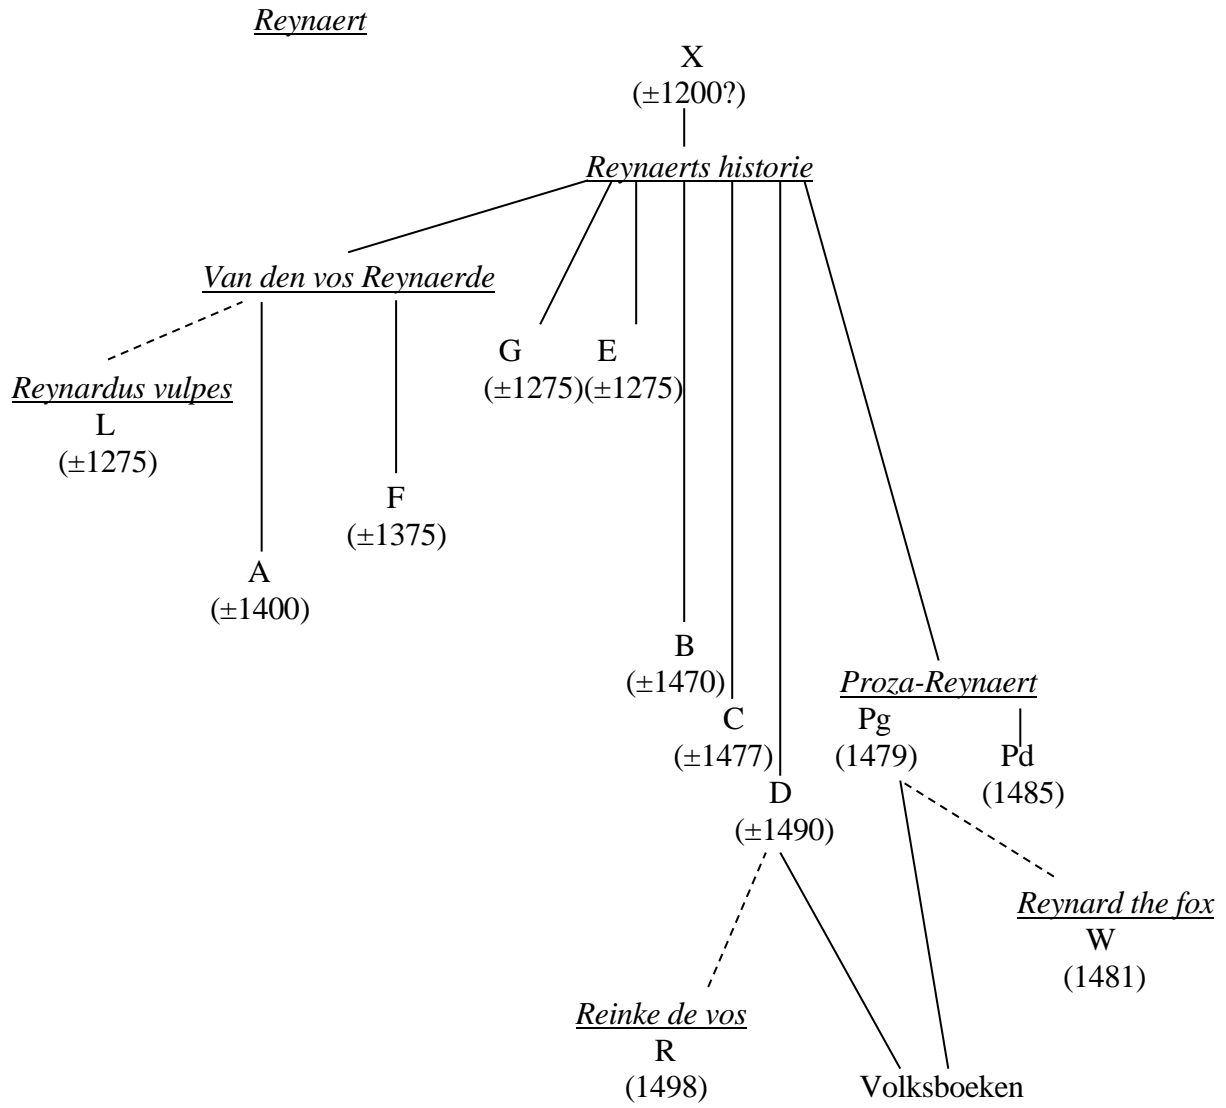 Reynaert
X
(±1200?)
Reynaerts historie
Van den vos Reynaerde
G E
(±1275)(±1275)
Reynardus vulpes
L
(±1275)
F
(±1375)
A
(±1400)
B
(±1470)
Proza-Reynaert
C
(±1477)
Pg
(1479)
Pd
(1485)
D
(±1490)
Reynard the fox
W
(1481)
Reinke de vos
R
(1498)
Volksboeken